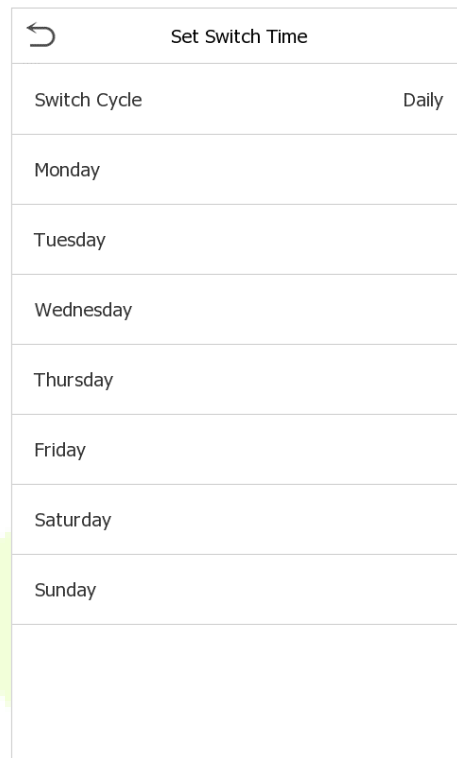 Set Switch Time
Switch Cycle Daily
Monday
Tuesday
Wednesday
Thursday
Friday
Saturday
Sunday